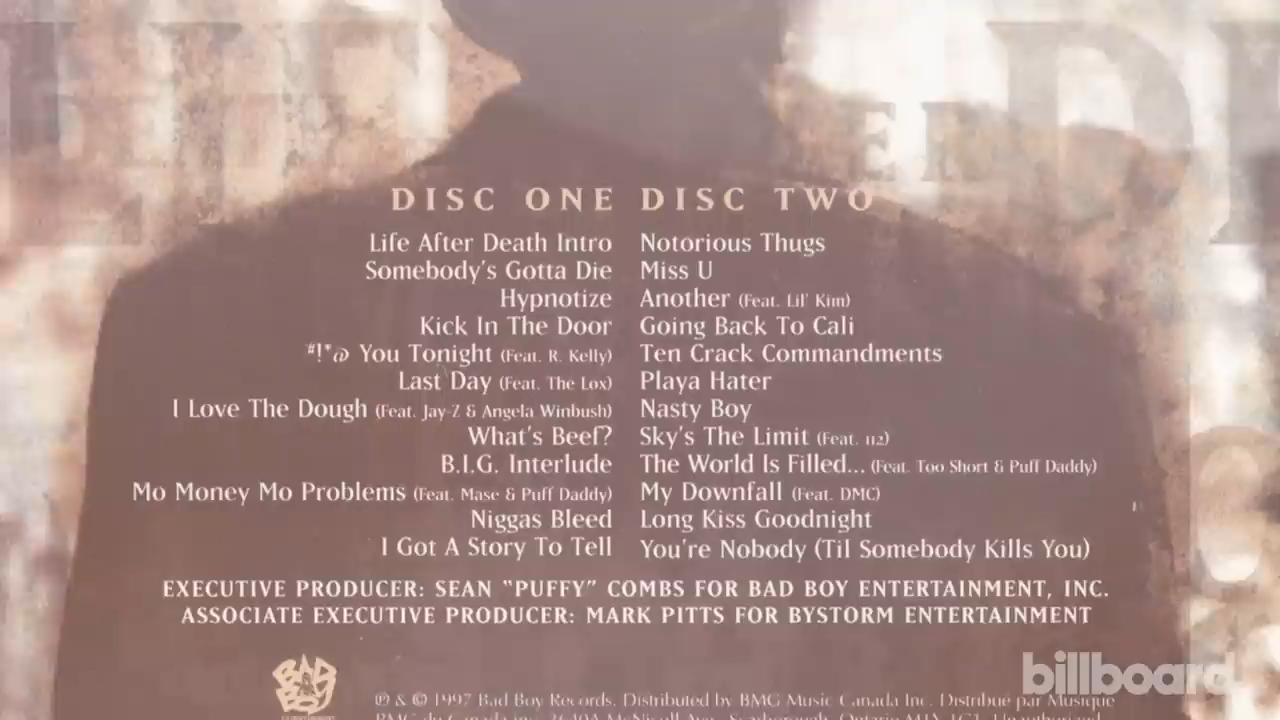 DISC ONE
Life After Death Intro
Somebody's Gotta Die
Hypnotize
Kick In The Door
#!*@ You Tonight (Feat. R. Kelly)
Last Day (Feat. The Lox)
I Love The Dough (Feat. Jay-Z & Angela Winbush)
What's Beef?
B.I.G. Interlude
Mo Money Mo Problems (Feat. Mase & Puff Daddy)
Niggas Bleed
I Got A Story To Tell
DISC TWO
Notorious Thugs
Miss U
Another (Feat. Lil' Kim)
Going Back To Cali
Ten Crack Commandments
Playa Hater
Nasty Boy
Sky's The Limit (Feat. 112)
The World Is Filled... (Feat. Too Short & Puff Daddy)
My Downfall (Feat. DMC)
Long Kiss Goodnight
You're Nobody (Til Somebody Kills You)
EXECUTIVE PRODUCER: SEAN "PUFFY" COMBS FOR BAD BOY ENTERTAINMENT, INC.
ASSOCIATE EXECUTIVE PRODUCER: MARK PITTS FOR BYSTORM ENTERTAINMENT
BAD BOY
℗ & © 1997 Bad Boy Records. Distributed by BMG Music Canada Inc. Distribué par Musique
billboard